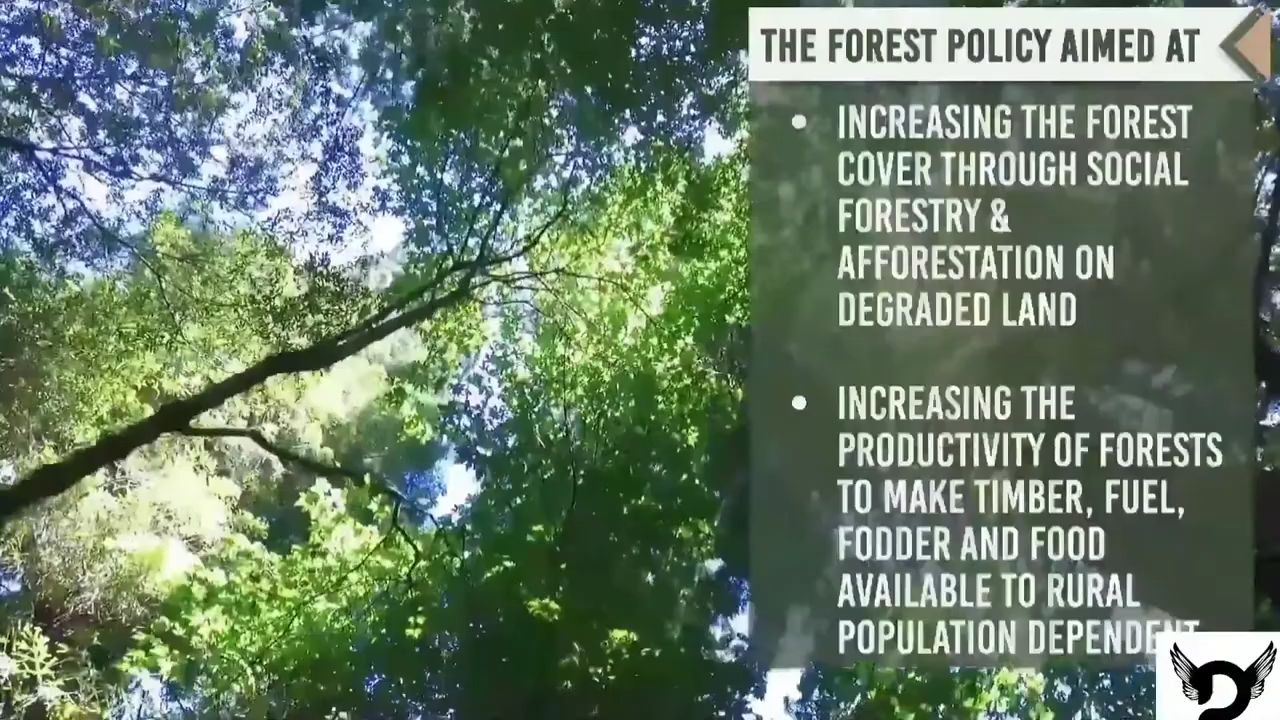 THE FOREST POLICY AIMED AT
• INCREASING THE FOREST
COVER THROUGH SOCIAL
FORESTRY &
AFFORESTATION ON
DEGRADED LAND
• INCREASING THE
PRODUCTIVITY OF FORESTS
TO MAKE TIMBER, FUEL,
FODDER AND FOOD
AVAILABLE TO RURAL
POPULATION DEPENDENT